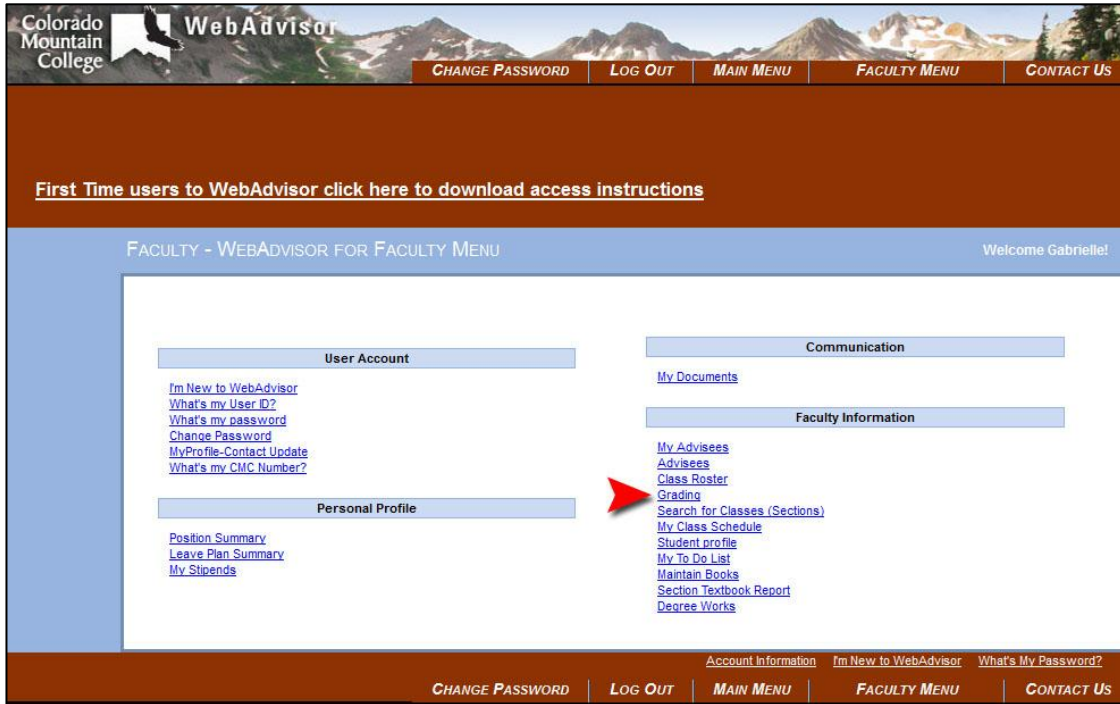 Colorado
Mountain
College
WebAdvisor
CHANGE PASSWORD LOG OUT MAIN MENU FACULTY MENU CONTACT US
First Time users to WebAdvisor click here to download access instructions
FACULTY - WEBADVISOR FOR FACULTY MENU
Welcome Gabrielle!
User Account
I'm New to WebAdvisor
What's my User ID?
What's my password
Change Password
MyProfile-Contact Update
What's my CMC Number?
Personal Profile
Position Summary
Leave Plan Summary
My Stipends
Communication
My Documents
Faculty Information
My Advisees
Advisees
Class Roster
Grading
Search for Classes (Sections)
My Class Schedule
Student profile
My To Do List
Maintain Books
Section Textbook Report
Degree Works
Account Information I'm New to WebAdvisor What's My Password?
CHANGE PASSWORD LOG OUT MAIN MENU FACULTY MENU CONTACT US